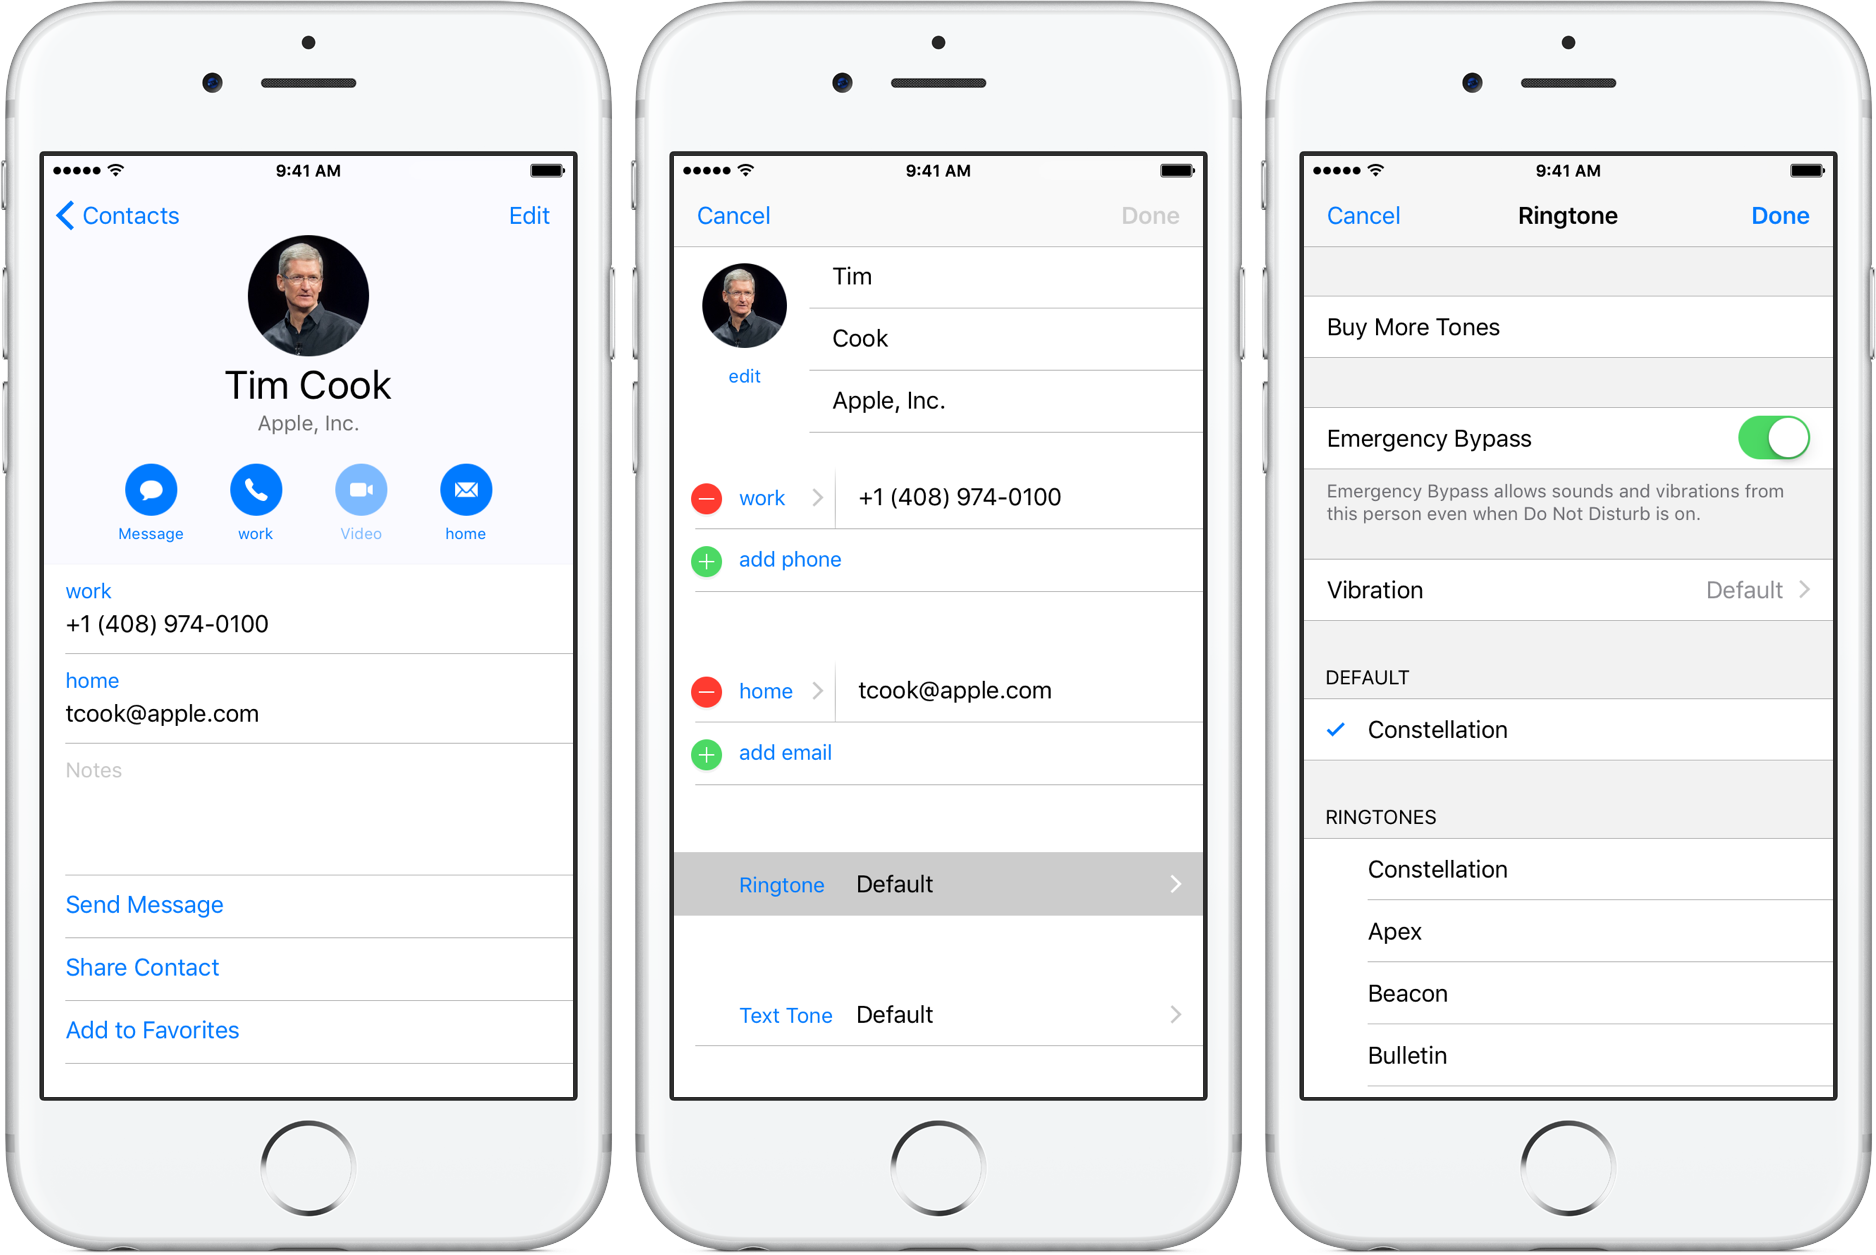 9:41 AM
Contacts
Edit
Tim Cook
Apple, Inc.
Message work Video home
work
+1 (408) 974-0100
home
tcook@apple.com
Notes
Send Message
Share Contact
Add to Favorites
9:41 AM
Cancel
Done
Tim
Cook
edit
Apple, Inc.
work +1 (408) 974-0100
add phone
home tcook@apple.com
add email
Ringtone Default
Text Tone Default
9:41 AM
Cancel
Ringtone
Done
Buy More Tones
Emergency Bypass
Emergency Bypass allows sounds and vibrations from
this person even when Do Not Disturb is on.
Vibration Default
DEFAULT
Constellation
RINGTONES
Constellation
Apex
Beacon
Bulletin